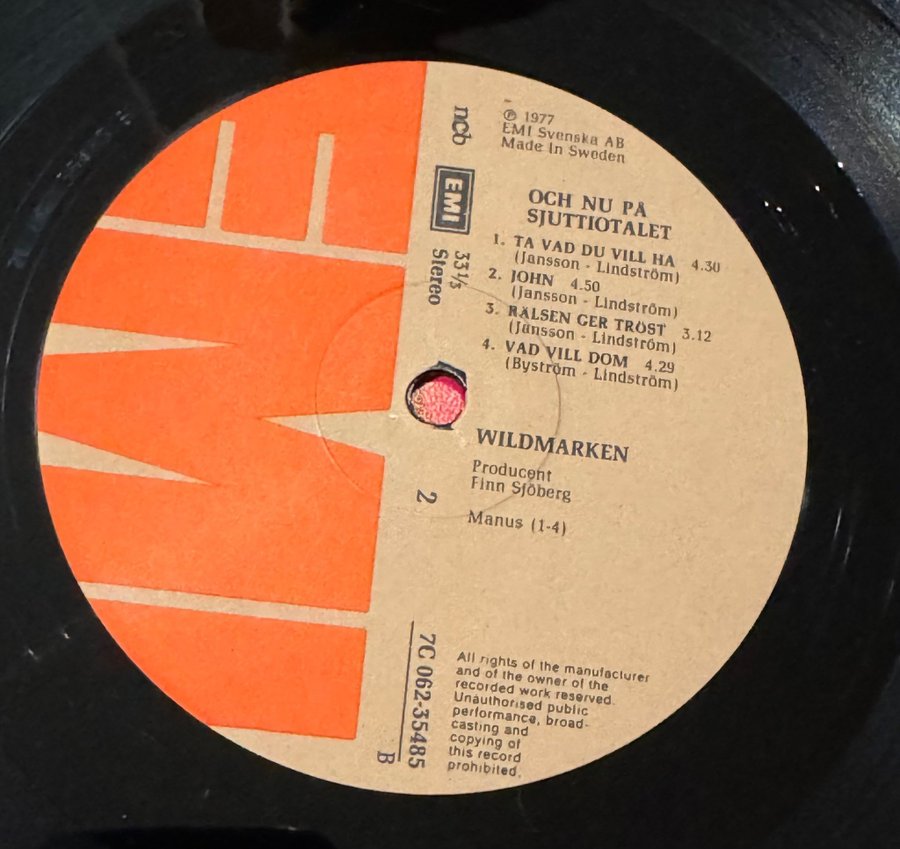 ℗ 1977
EMI Svenska AB
Made in Sweden
ncb
EMI
33 1/3
Stereo
OCH NU PÅ
SJUTTIOTALET
1. TA VAD DU VILL HA 4.30
(Jansson - Lindström)
2. JOHN 4.50
(Jansson - Lindström)
3. RÄLSEN GER TRÖST 3.12
(Jansson - Lindström)
4. VAD VILL DOM 4.29
(Byström - Lindström)
WILDMARKEN
Producent
Finn Sjöberg
2
Manus (1-4)
7C 062-35485
B
All rights of the manufacturer
and of the owner of the
recorded work reserved.
Unauthorised public
performance, broad-
casting and
copying of
this record
prohibited.
EMI